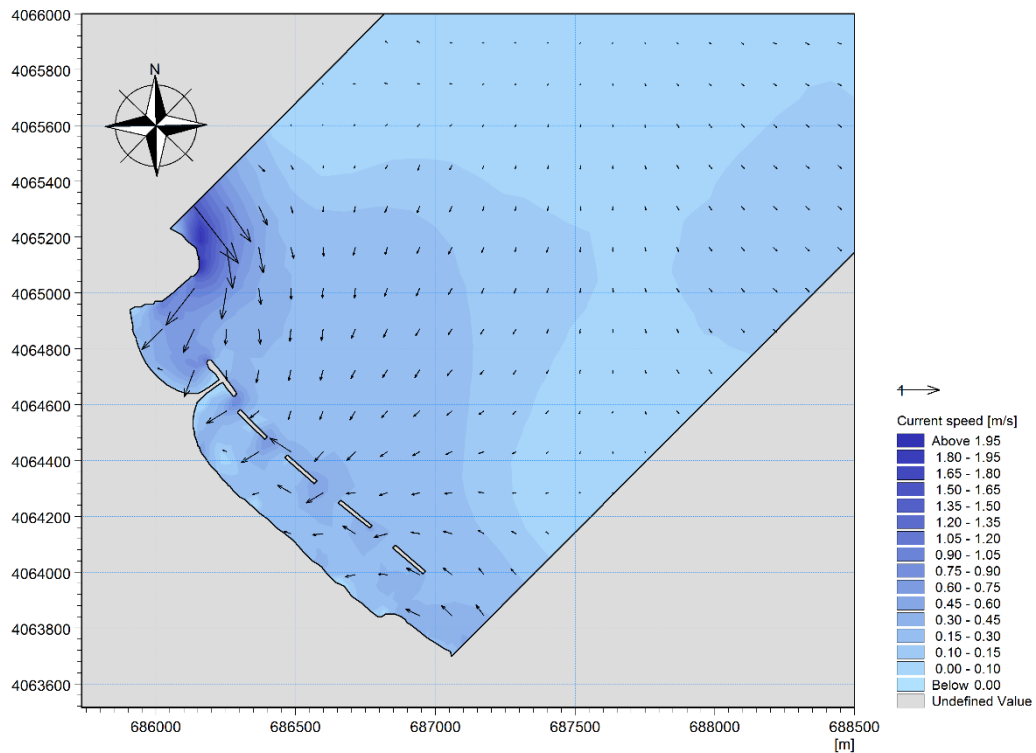 4066000
4065800
4065600
4065400
4065200
4065000
4064800
4064600
4064400
4064200
4064000
4063800
4063600
N
686000 686500 687000 687500 688000 688500
[m]
1
Current speed [m/s]
Above 1.95
1.80 - 1.95
1.65 - 1.80
1.50 - 1.65
1.35 - 1.50
1.20 - 1.35
1.05 - 1.20
0.90 - 1.05
0.75 - 0.90
0.60 - 0.75
0.45 - 0.60
0.30 - 0.45
0.15 - 0.30
0.10 - 0.15
0.00 - 0.10
Below 0.00
Undefined Value